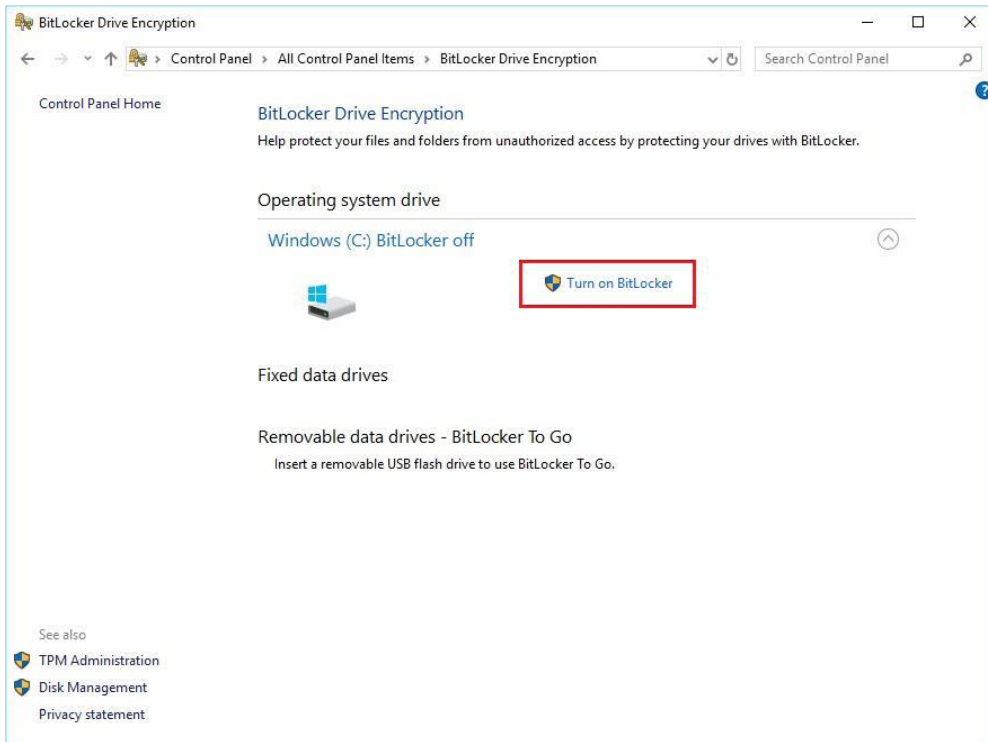 BitLocker Drive Encryption
Control Panel > All Control Panel Items > BitLocker Drive Encryption
Search Control Panel
Control Panel Home
?
BitLocker Drive Encryption
Help protect your files and folders from unauthorized access by protecting your drives with BitLocker.
Operating system drive
Windows (C:) BitLocker off
Turn on BitLocker
Fixed data drives
Removable data drives - BitLocker To Go
Insert a removable USB flash drive to use BitLocker To Go.
See also
TPM Administration
Disk Management
Privacy statement